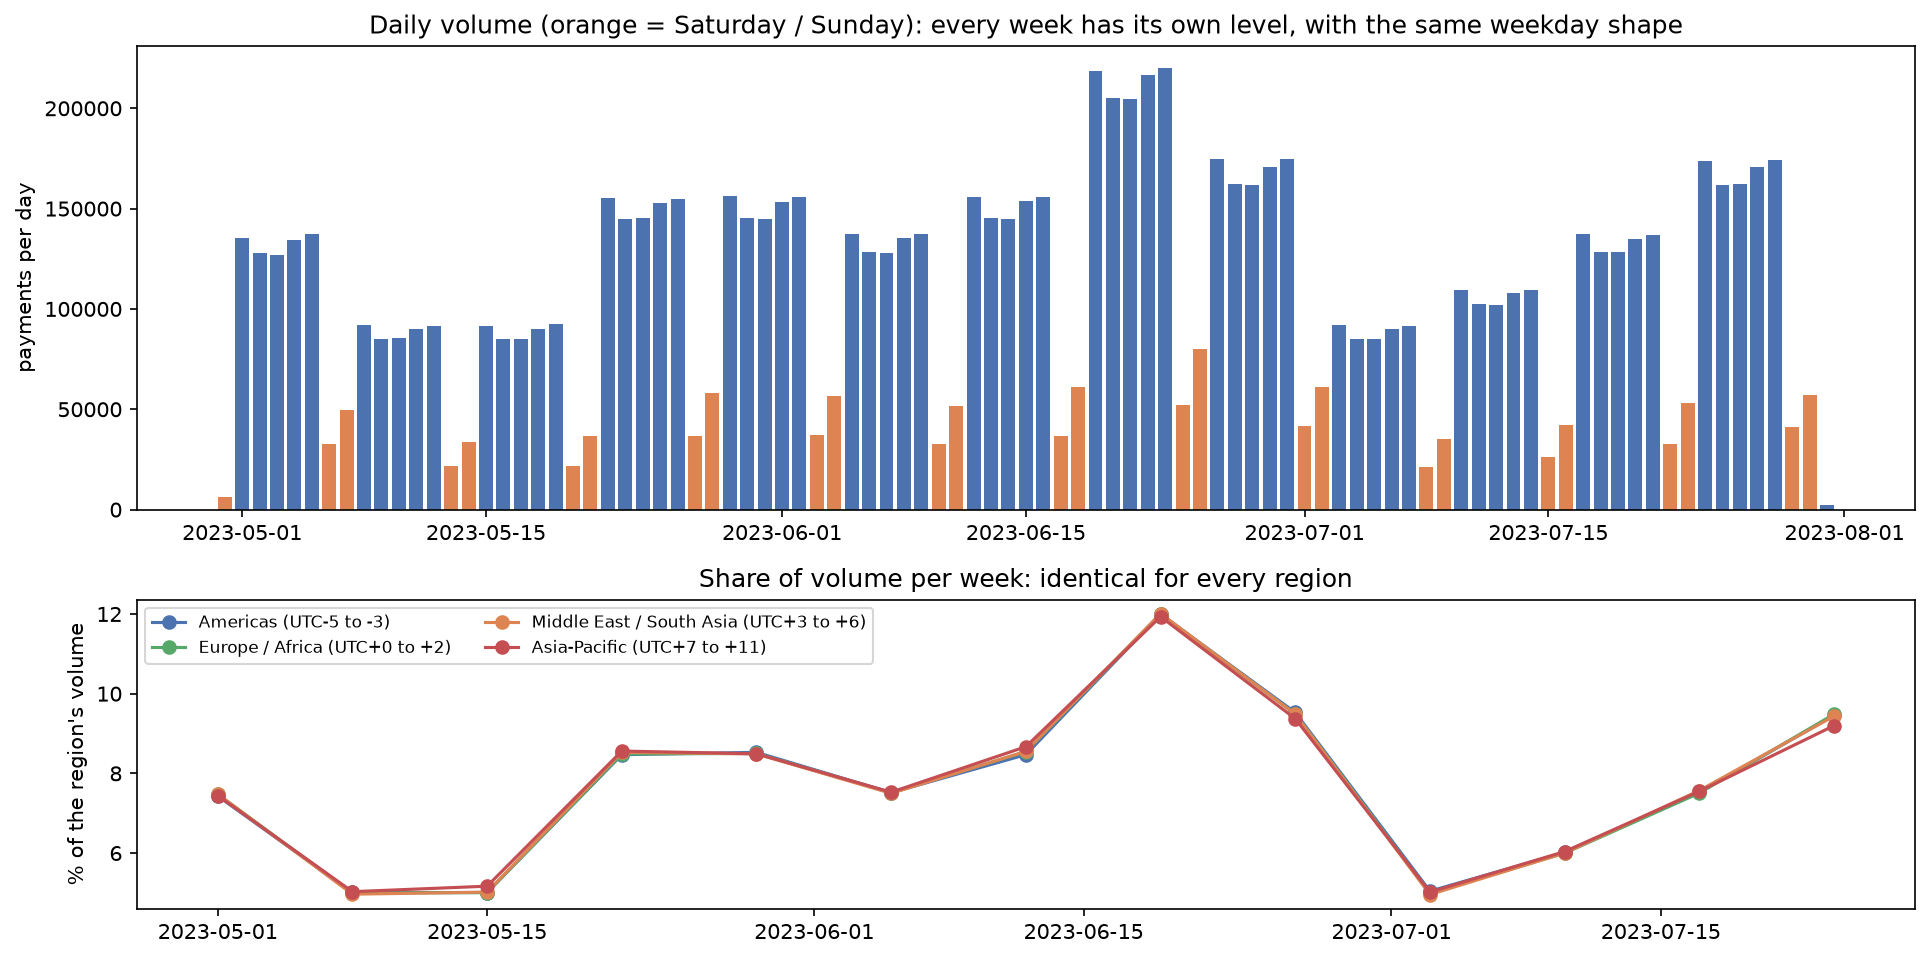 Daily volume (orange = Saturday / Sunday): every week has its own level, with the same weekday shape
payments per day
200000
150000
100000
50000
0
2023-05-01 2023-05-15 2023-06-01 2023-06-15 2023-07-01 2023-07-15 2023-08-01
Share of volume per week: identical for every region
% of the region's volume
12
10
8
6
Americas (UTC-5 to -3)
Europe / Africa (UTC+0 to +2)
Middle East / South Asia (UTC+3 to +6)
Asia-Pacific (UTC+7 to +11)
2023-05-01 2023-05-15 2023-06-01 2023-06-15 2023-07-01 2023-07-15